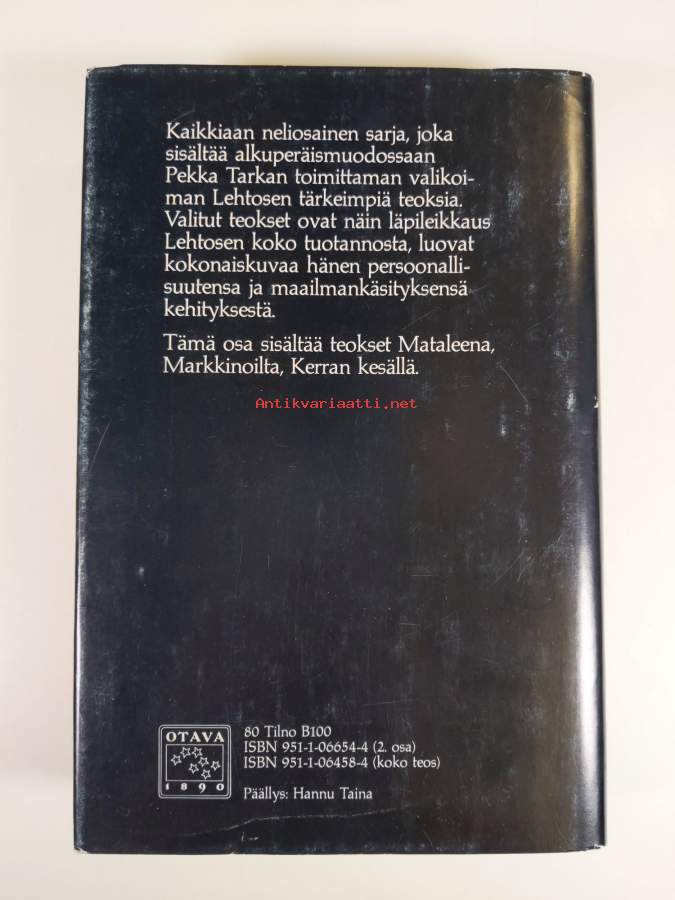 Kaikkiaan neliosainen sarja, joka
sisältää alkuperäismuodossaan
Pekka Tarkan toimittaman valikoi-
man Lehtosen tärkeimpiä teoksia.
Valitut teokset ovat näin läpileikkaus
Lehtosen koko tuotannosta, luovat
kokonaiskuvaa hänen persoonalli-
suutensa ja maailmankäsityksensä
kehityksestä.
Tämä osa sisältää teokset Mataleena,
Markkinoilta, Kerran kesällä.
Antikvariaatti.net
OTAVA
1890
80 Tilno B100
ISBN 951-1-06654-4 (2. osa)
ISBN 951-1-06458-4 (koko teos)
Päällys: Hannu Taina